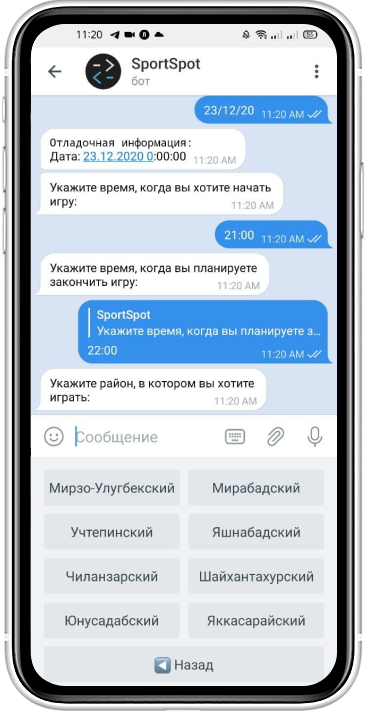 11:20
SportSpot
бот
23/12/20 11:20 AM
Отладочная информация:
Дата: 23.12.2020 0:00:00 11:20 AM
Укажите время, когда вы хотите начать
игру: 11:20 AM
21:00 11:20 AM
Укажите время, когда вы планируете
закончить игру: 11:20 AM
SportSpot
Укажите время, когда вы планируете з...
22:00 11:20 AM
Укажите район, в котором вы хотите
играть: 11:20 AM
Сообщение
Мирзо-Улугбекский Мирабадский
Учтепинский Яшнабадский
Чиланзарский Шайхантахурский
Юнусадабский Яккасарайский
Назад